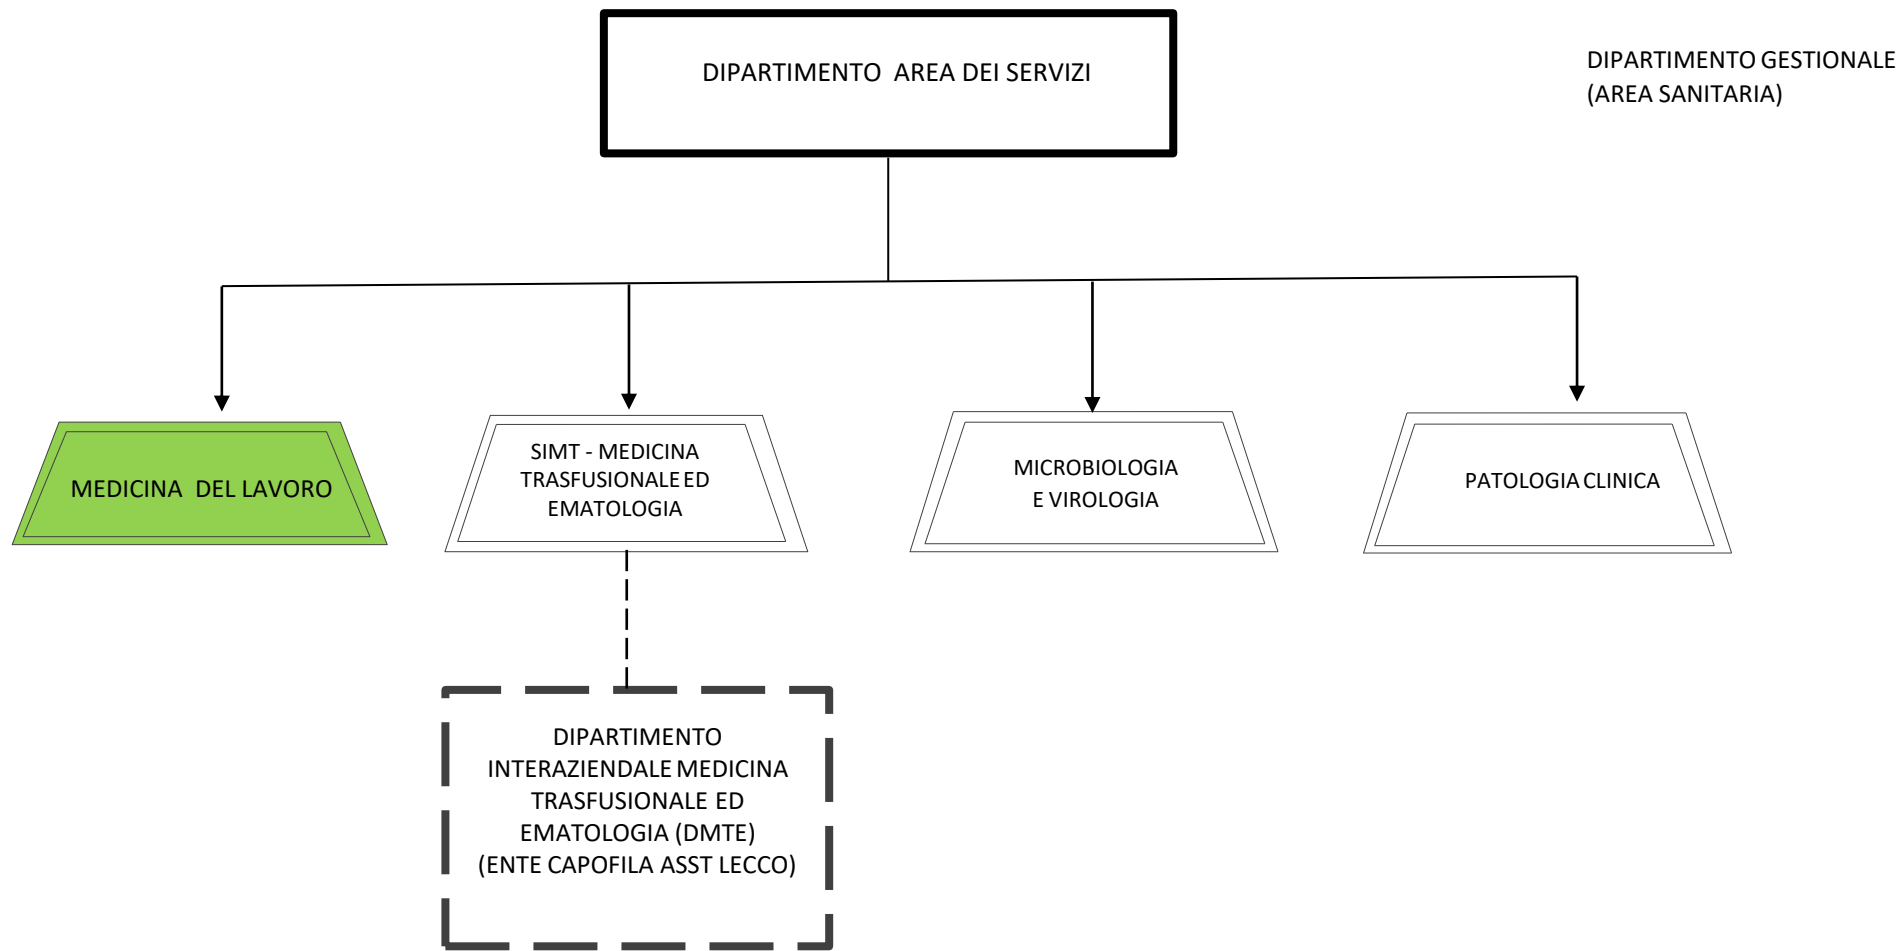 DIPARTIMENTO AREA DEI SERVIZI
DIPARTIMENTO GESTIONALE
(AREA SANITARIA)
MEDICINA DEL LAVORO
SIMT - MEDICINA
TRASFUSIONALE ED
EMATOLOGIA
MICROBIOLOGIA
E VIROLOGIA
PATOLOGIA CLINICA
DIPARTIMENTO
INTERAZIENDALE MEDICINA
TRASFUSIONALE ED
EMATOLOGIA (DMTE)
(ENTE CAPOFILA ASST LECCO)